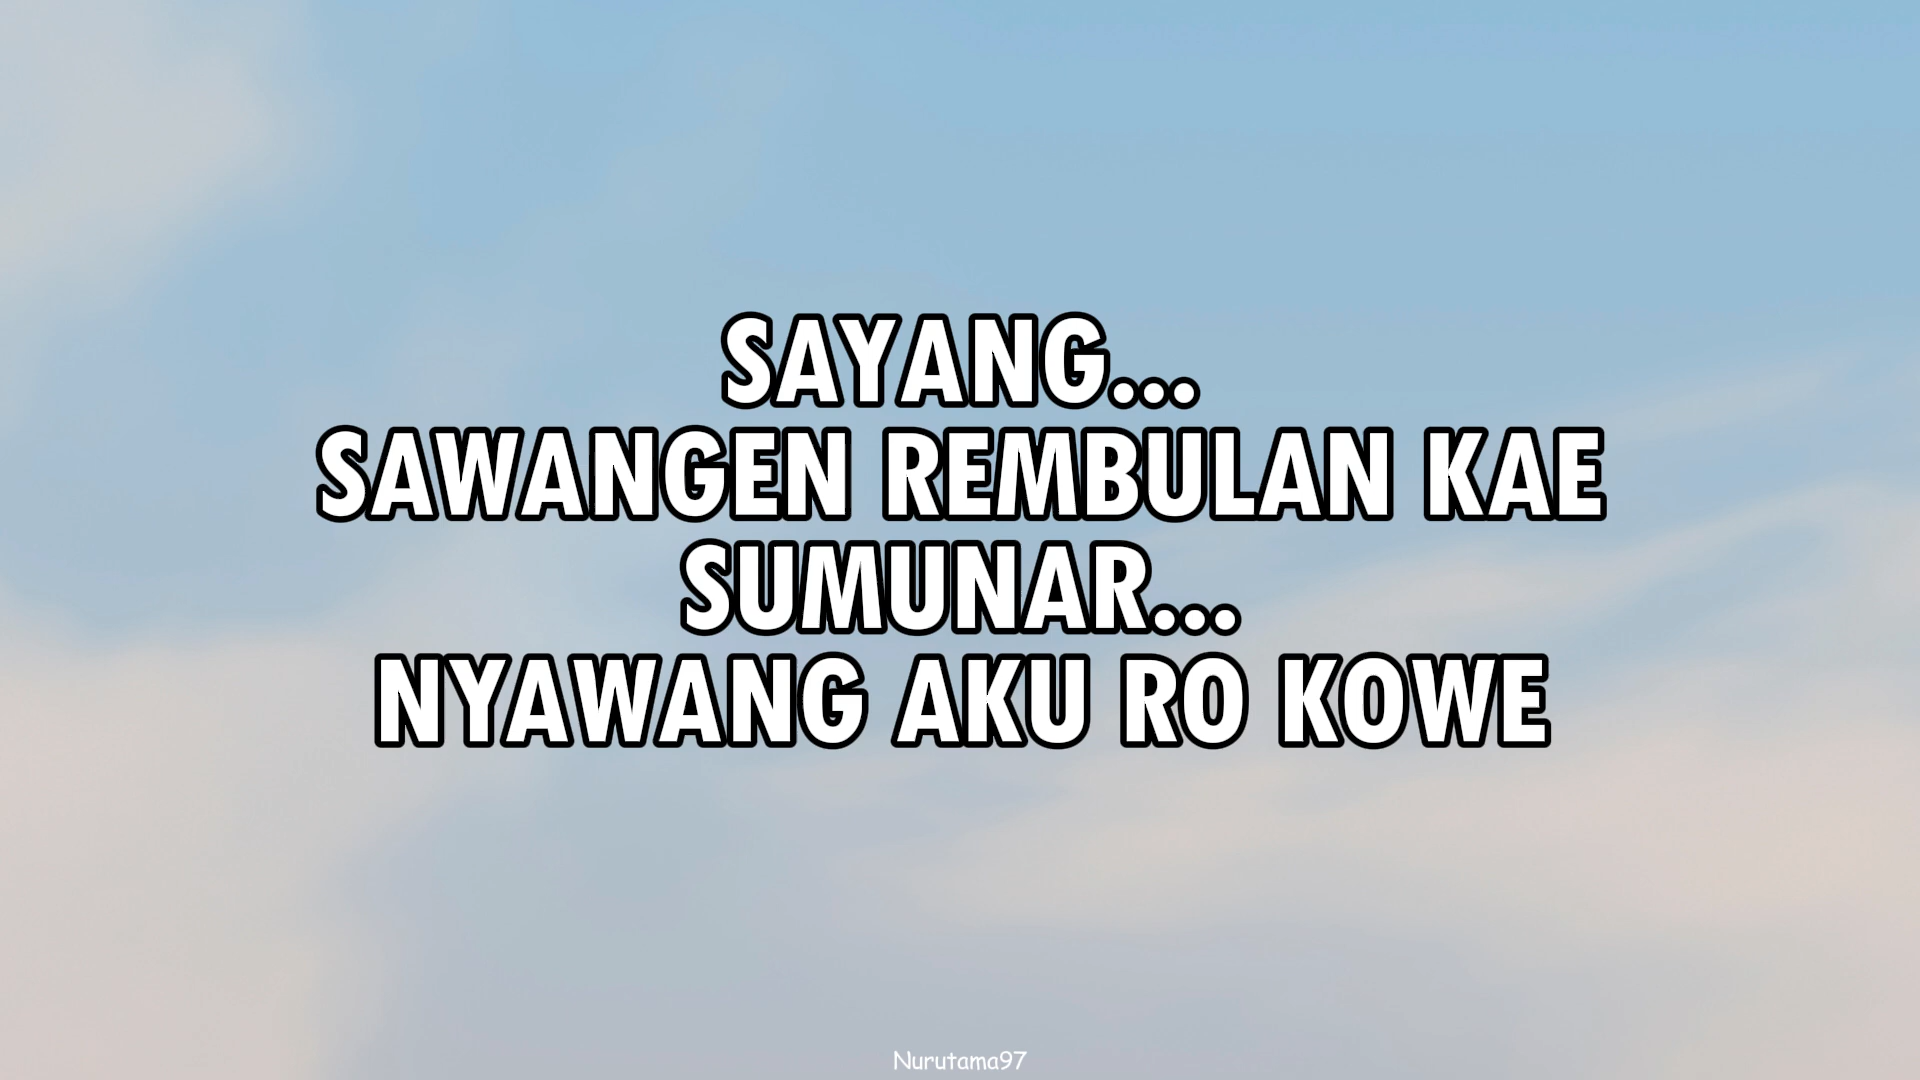 SAYANG...
SAWANGEN REMBULAN KAE
SUMUNAR...
NYAWANG AKU RO KOWE
Nurutama97